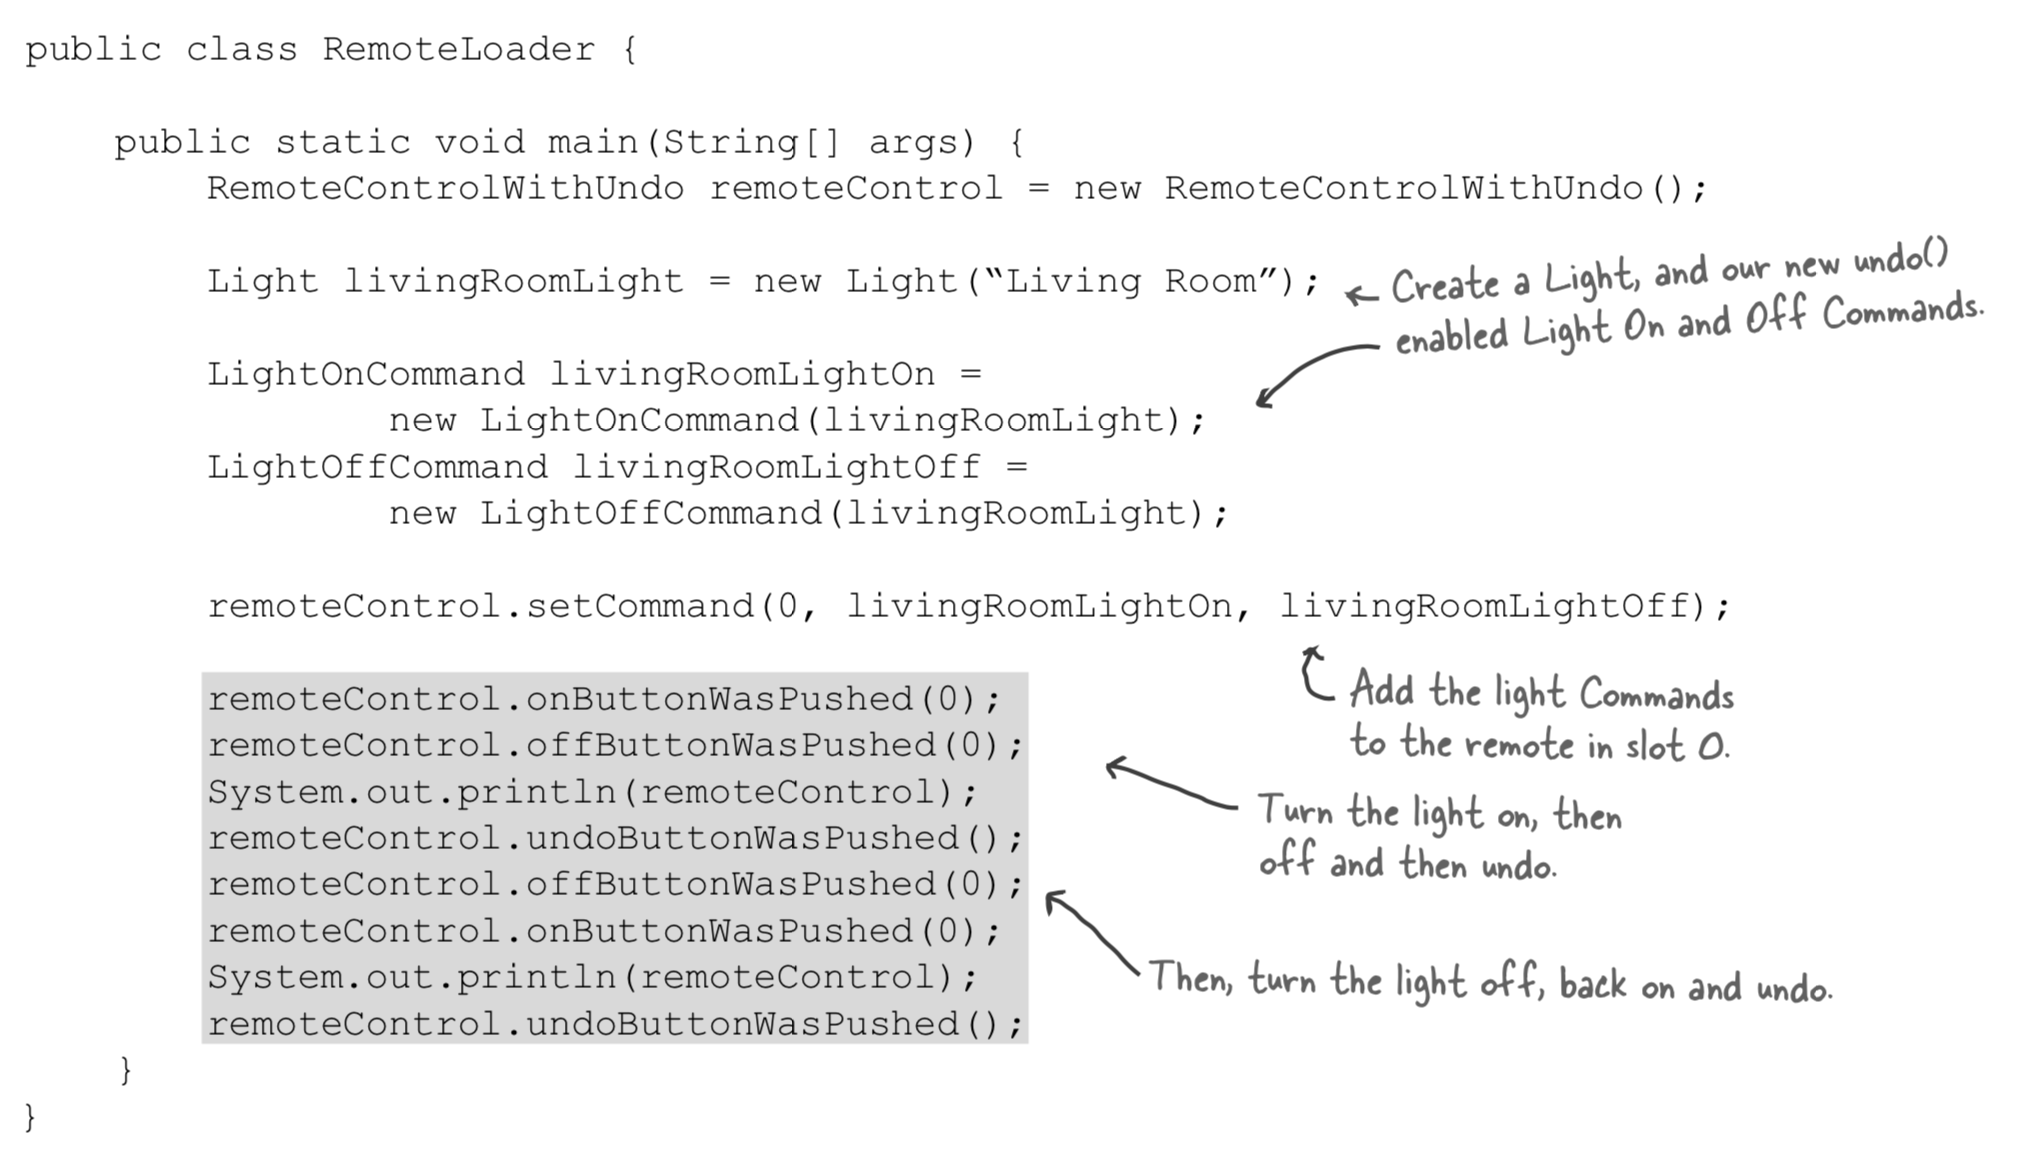 public class RemoteLoader {
public static void main(String[] args) {
RemoteControlWithUndo remoteControl = new RemoteControlWithUndo();
Light livingRoomLight = new Light(“Living Room”);
Create a Light, and our new undo()
enabled Light On and Off Commands.
LightOnCommand livingRoomLightOn =
new LightOnCommand(livingRoomLight);
LightOffCommand livingRoomLightOff =
new LightOffCommand(livingRoomLight);
remoteControl.setCommand(0, livingRoomLightOn, livingRoomLightOff);
Add the light Commands
to the remote in slot 0.
remoteControl.onButtonWasPushed(0);
remoteControl.offButtonWasPushed(0);
System.out.println(remoteControl);
remoteControl.undoButtonWasPushed();
Turn the light on, then
off and then undo.
remoteControl.offButtonWasPushed(0);
remoteControl.onButtonWasPushed(0);
System.out.println(remoteControl);
remoteControl.undoButtonWasPushed();
Then, turn the light off, back on and undo.
}
}